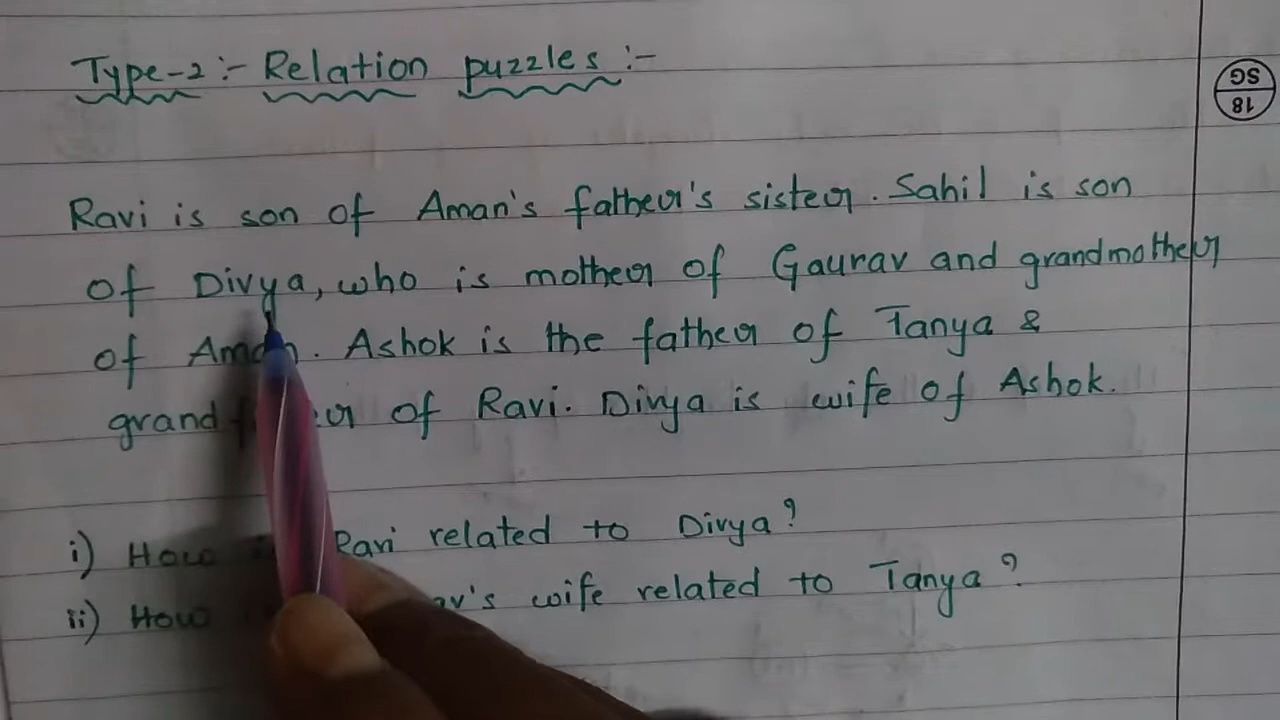 Type-2:- Relation puzzles :-
SG
18
Ravi is son of Aman's father's sister. Sahil is son
of Divya, who is mother of Gaurav and grandmother
of Aman. Ashok is the father of Tanya &
grand of Ravi. Divya is wife of Ashok.
i) How Ravi related to Divya?
ii) How wife related to Tanya?